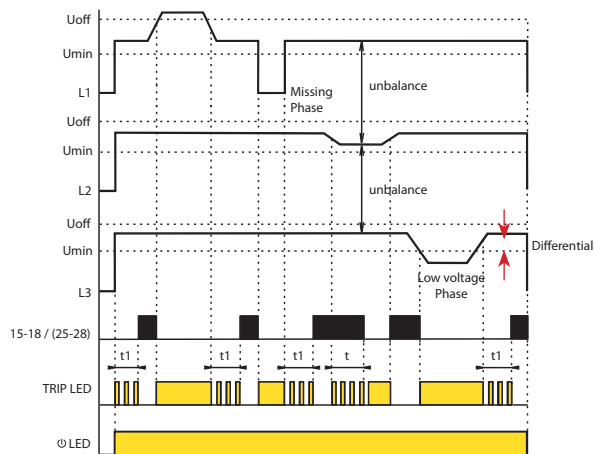 Uoff
Umin
L1
Missing
Phase
unbalance
Uoff
Umin
L2
unbalance
Uoff
Umin
Differential
L3
Low voltage
Phase
15-18 / (25-28)
t1 t1 t1 t t1
TRIP LED
⏻ LED